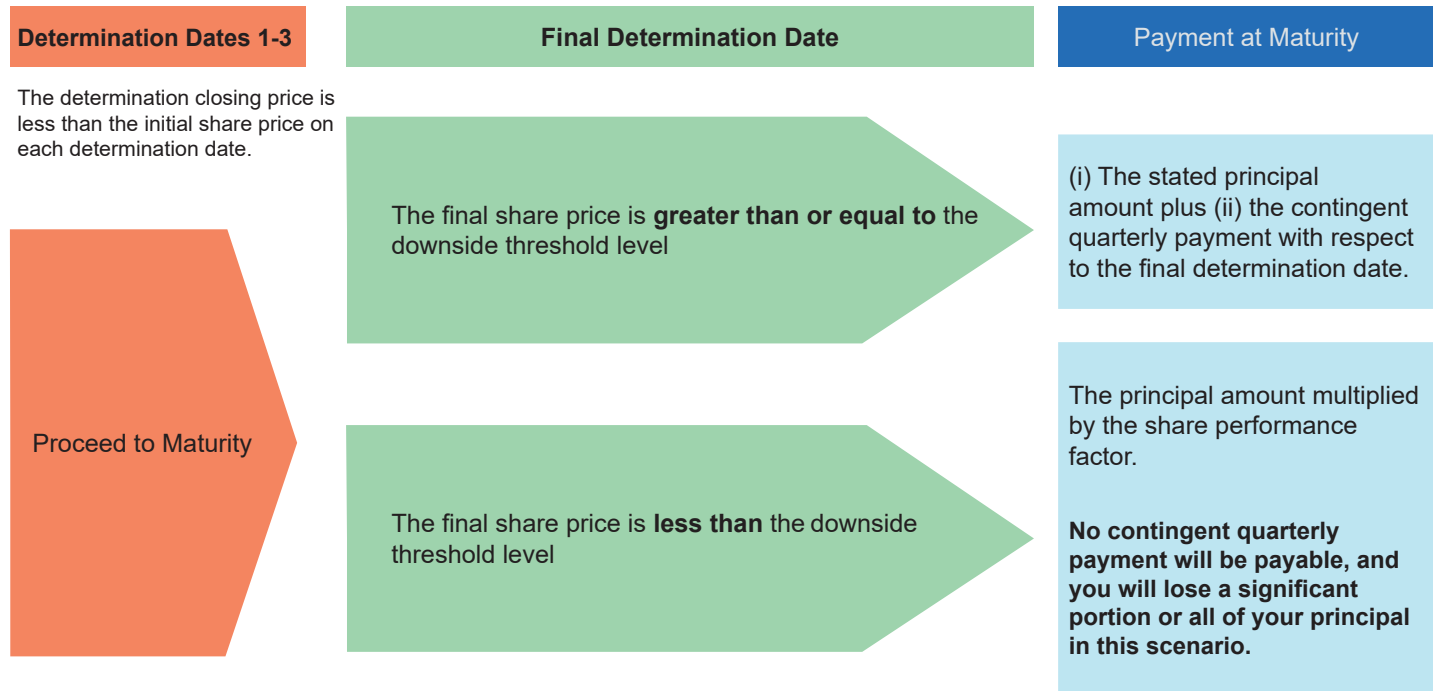 Determination Dates 1-3
Final Determination Date
Payment at Maturity
The determination closing price is
less than the initial share price on
each determination date.
Proceed to Maturity
The final share price is greater than or equal to the
downside threshold level
(i) The stated principal
amount plus (ii) the contingent
quarterly payment with respect
to the final determination date.
The final share price is less than the downside
threshold level
The principal amount multiplied
by the share performance
factor.
No contingent quarterly
payment will be payable, and
you will lose a significant
portion or all of your principal
in this scenario.